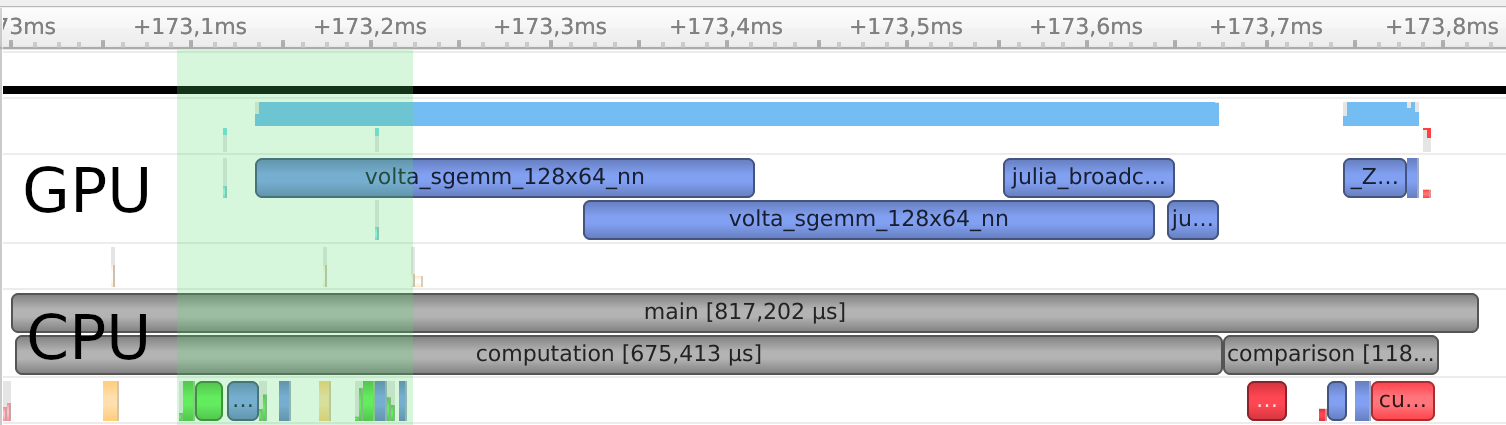 73ms +173,1ms +173,2ms +173,3ms +173,4ms +173,5ms +173,6ms +173,7ms +173,8ms
GPU
volta_sgemm_128x64_nn julia_broadc... _Z...
volta_sgemm_128x64_nn ju...
CPU
main [817,202 μs]
computation [675,413 μs] comparison [118...
... ... cu...